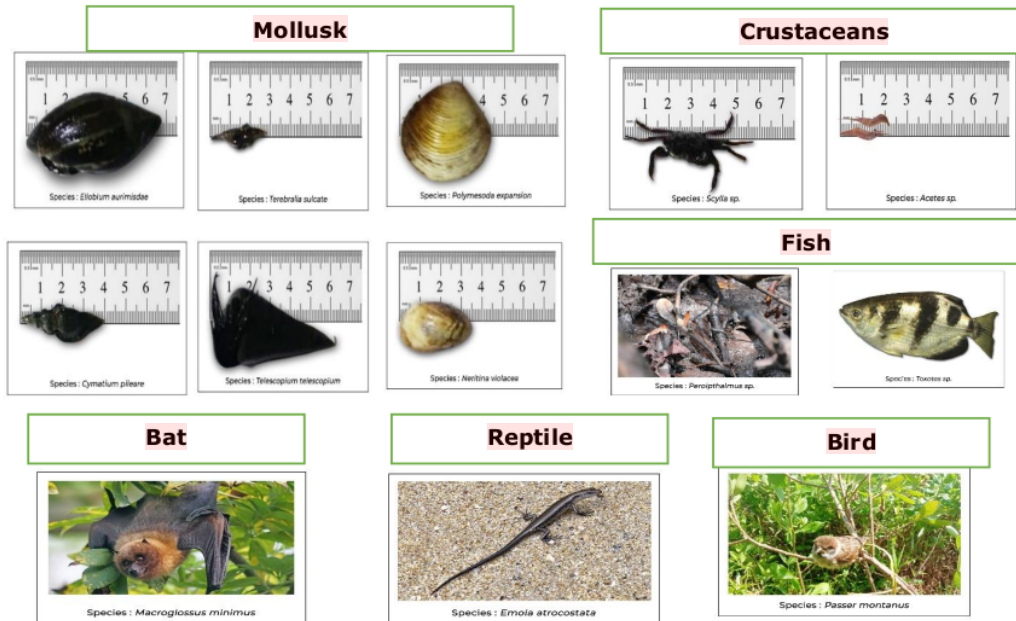 Mollusk
Crustaceans
1 2 3 4 5 6 7
1 2 3 4 5 6 7
1 2 3 4 5 6 7
1 2 3 4 5 6 7
1 2 3 4 5 6 7
Species : Ellobium aurimisdae
Species : Terebralia sulcate
Species : Polymesoda expansion
Species : Scylla sp.
Species : Acetes sp.
Fish
1 2 3 4 5 6 7
1 2 3 4 5 6 7
1 2 3 4 5 6 7
Species : Cymatium pileare
Species : Telescopium telescopium
Species : Neritina violacea
Species : Peroipthalmus sp.
Species : Toxotes sp.
Bat
Reptile
Bird
Species : Macroglossus minimus
Species : Emoia atrocostata
Species : Passer montanus